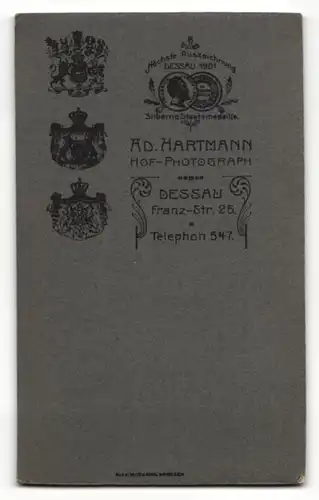 Höchste Auszeichnung
DESSAU 1901
Silberne Staatsmedaille.
AD. HARTMANN
HOF-PHOTOGRAPH
DESSAU
Franz-Str. 25.
Telephon 547.